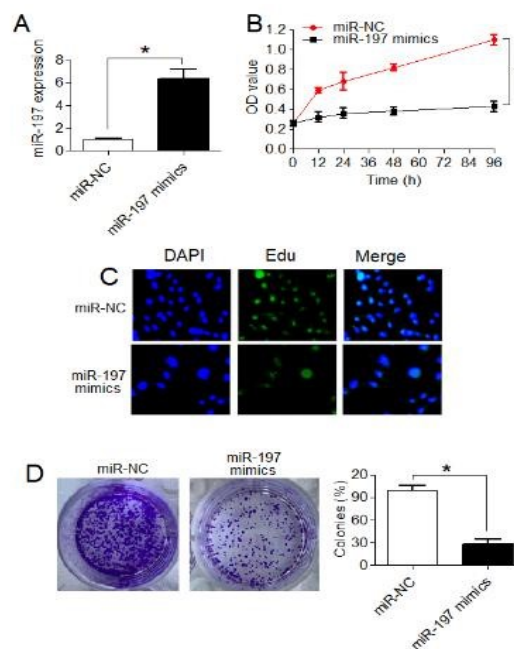 A
*
miR-197 expression
8
6
4
2
0
miR-NC
miR-197 mimics
B
miR-NC
miR-197 mimics
OD value
1.2
1.0
0.8
0.6
0.4
0.2
0.0
0 12 24 36 48 60 72 84 96
Time (h)
C
DAPI Edu Merge
miR-NC
miR-197
mimics
D
miR-NC
miR-197
mimics
*
Colonies (%)
20
90
30
0
miR-NC
miR-197 mimics